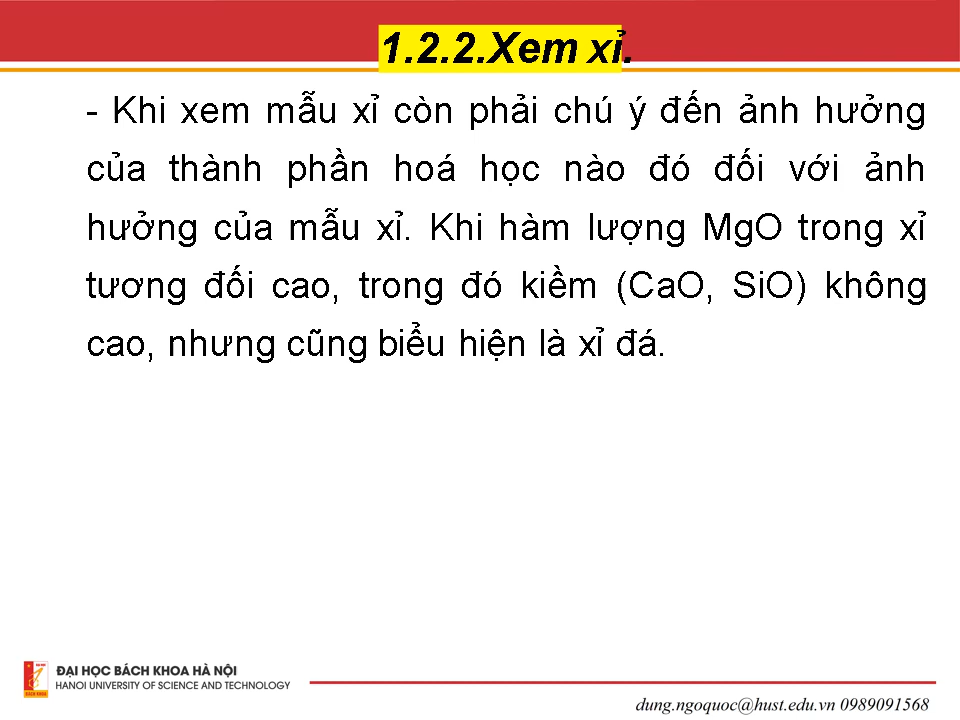 1.2.2.Xem xỉ.
- Khi xem mẫu xỉ còn phải chú ý đến ảnh hưởng
của thành phần hoá học nào đó đối với ảnh
hưởng của mẫu xỉ. Khi hàm lượng MgO trong xỉ
tương đối cao, trong đó kiềm (CaO, SiO) không
cao, nhưng cũng biểu hiện là xỉ đá.
ĐẠI HỌC BÁCH KHOA HÀ NỘI
HANOI UNIVERSITY OF SCIENCE AND TECHNOLOGY
dung.ngoquoc@hust.edu.vn 0989091568